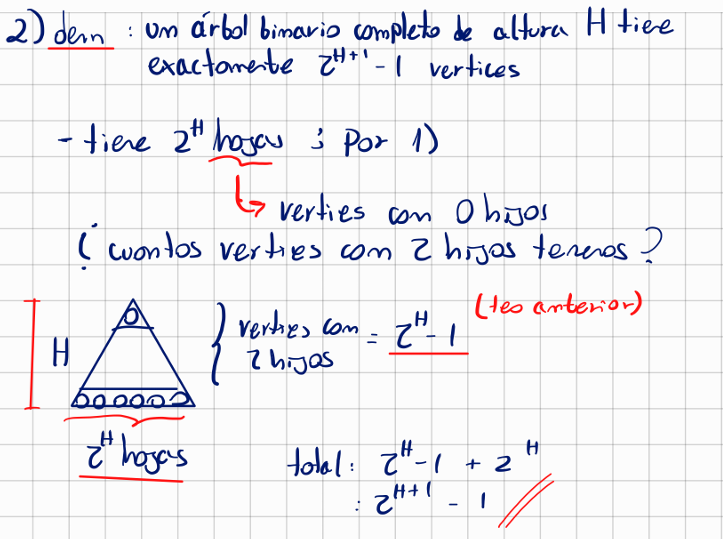 2) dem : um árbol binario completo de altura H tiene
exactamente 2^{H+1} - 1 vertices
- tiene 2^H hojas ; Por 1)
↳ verties con 0 hijos
¿ cuantos verties con 2 hijos tenemos ?
(teo anterior)
H
verties con 2 hijos = 2^H - 1
2^H hojas
total : 2^H - 1 + 2^H
: 2^{H+1} - 1